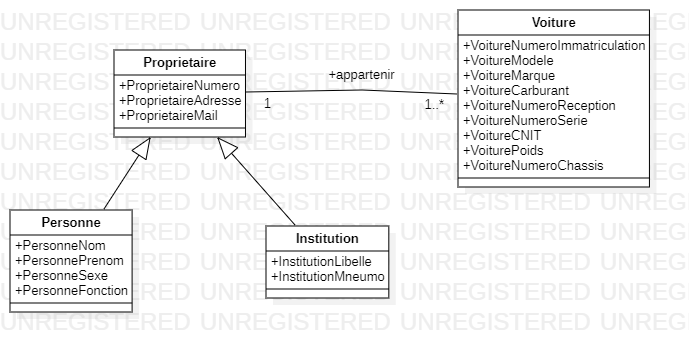 Proprietaire
+ProprietaireNumero
+ProprietaireAdresse
+ProprietaireMail
+appartenir
1
1..*
Voiture
+VoitureNumeroImmatriculation
+VoitureModele
+VoitureMarque
+VoitureCarburant
+VoitureNumeroReception
+VoitureNumeroSerie
+VoitureCNIT
+VoiturePoids
+VoitureNumeroChassis
Personne
+PersonneNom
+PersonnePrenom
+PersonneSexe
+PersonneFonction
Institution
+InstitutionLibelle
+InstitutionMneumo
UNREGISTERED UNREGISTERED UNREGISTERED UNREGISTERED